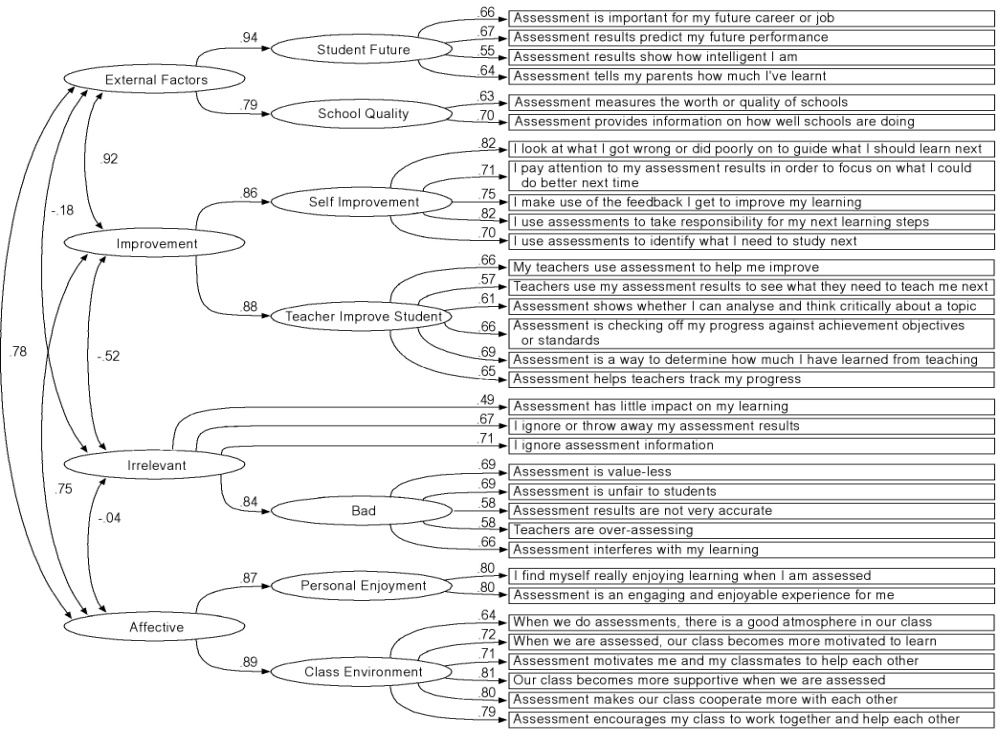 .66 Assessment is important for my future career or job
.94 Student Future .67 Assessment results predict my future performance
.55 Assessment results show how intelligent I am
External Factors .64 Assessment tells my parents how much I've learnt
.79 School Quality .63 Assessment measures the worth or quality of schools
.70 Assessment provides information on how well schools are doing
.92
-.18
.82 I look at what I got wrong or did poorly on to guide what I should learn next
.71 I pay attention to my assessment results in order to focus on what I could
do better next time
.86 Self Improvement .75 I make use of the feedback I get to improve my learning
.82 I use assessments to take responsibility for my next learning steps
Improvement .70 I use assessments to identify what I need to study next
.66 My teachers use assessment to help me improve
.57 Teachers use my assessment results to see what they need to teach me next
.88 Teacher Improve Student .61 Assessment shows whether I can analyse and think critically about a topic
.66 Assessment is checking off my progress against achievement objectives
or standards
.69 Assessment is a way to determine how much I have learned from teaching
.65 Assessment helps teachers track my progress
.78
-.52
.49 Assessment has little impact on my learning
.67 I ignore or throw away my assessment results
.71 I ignore assessment information
Irrelevant
.69 Assessment is value-less
.69 Assessment is unfair to students
.84 Bad .58 Assessment results are not very accurate
.58 Teachers are over-assessing
.66 Assessment interferes with my learning
.75
-.04
.87 Personal Enjoyment .80 I find myself really enjoying learning when I am assessed
.80 Assessment is an engaging and enjoyable experience for me
Affective
.64 When we do assessments, there is a good atmosphere in our class
.72 When we are assessed, our class becomes more motivated to learn
.89 Class Environment .71 Assessment motivates me and my classmates to help each other
.81 Our class becomes more supportive when we are assessed
.80 Assessment makes our class cooperate more with each other
.79 Assessment encourages my class to work together and help each other